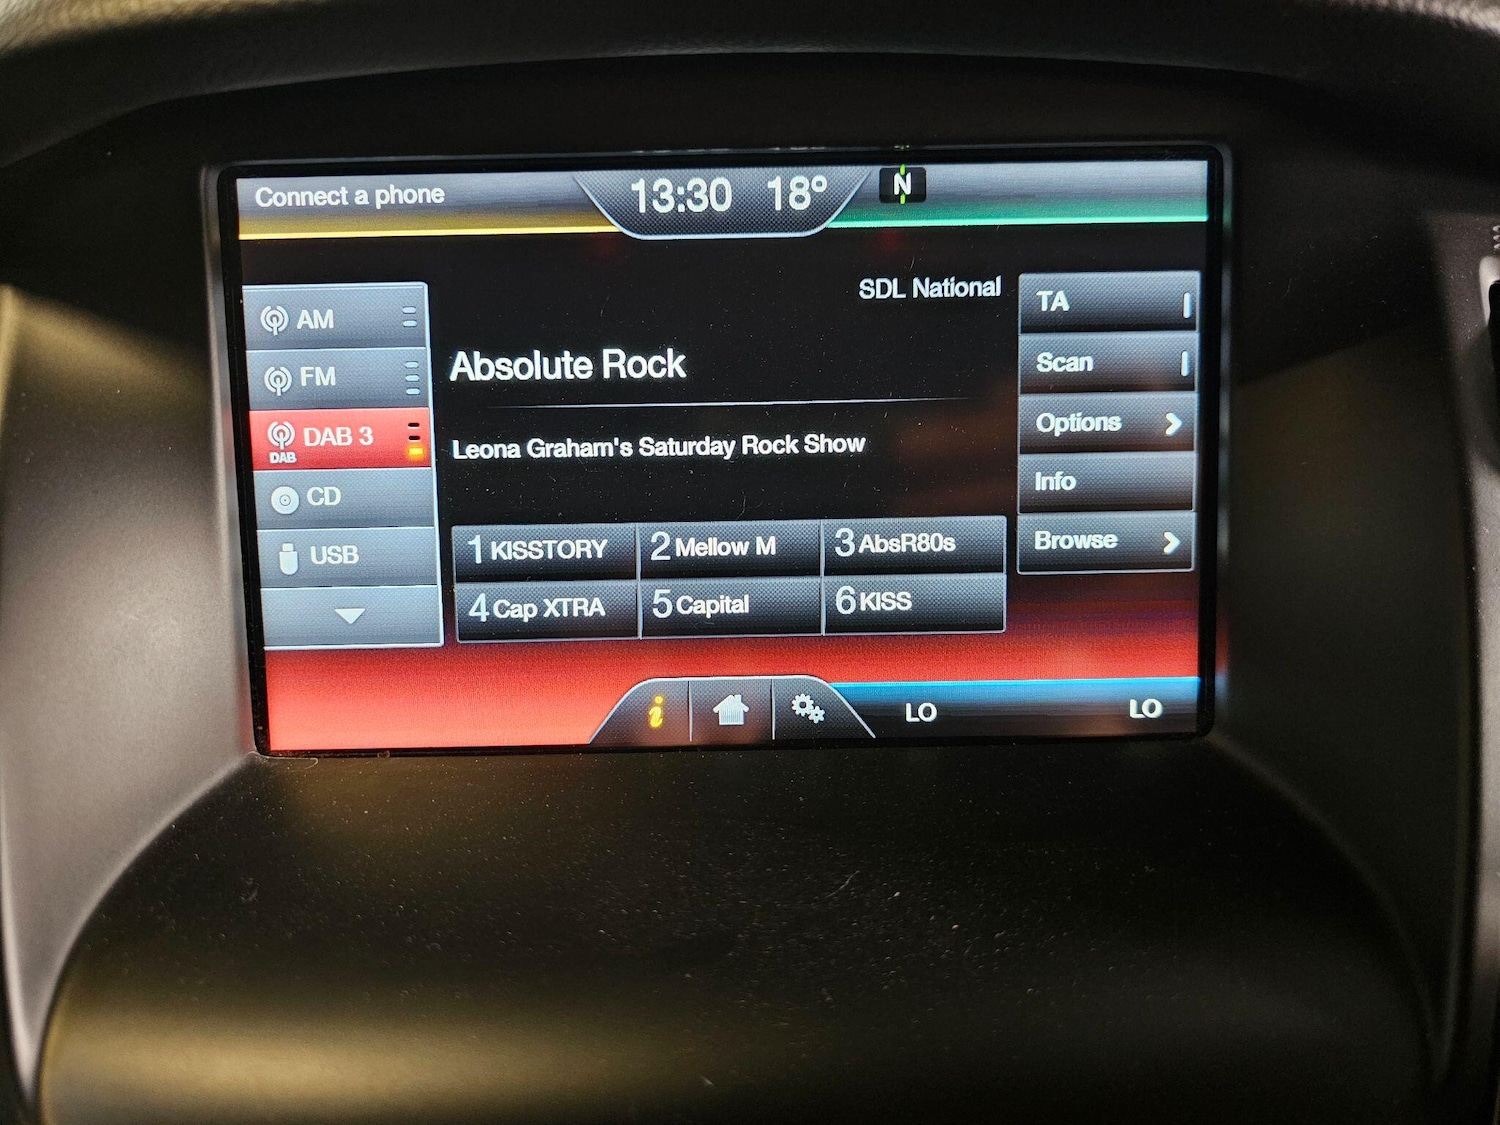 Connect a phone
13:30 18° N
SDL National
AM
FM
DAB 3
DAB
CD
USB
Absolute Rock
Leona Graham's Saturday Rock Show
1 KISSTORY 2 Mellow M 3 AbsR80s
4 Cap XTRA 5 Capital 6 KISS
TA
Scan
Options
Info
Browse
i
LO LO